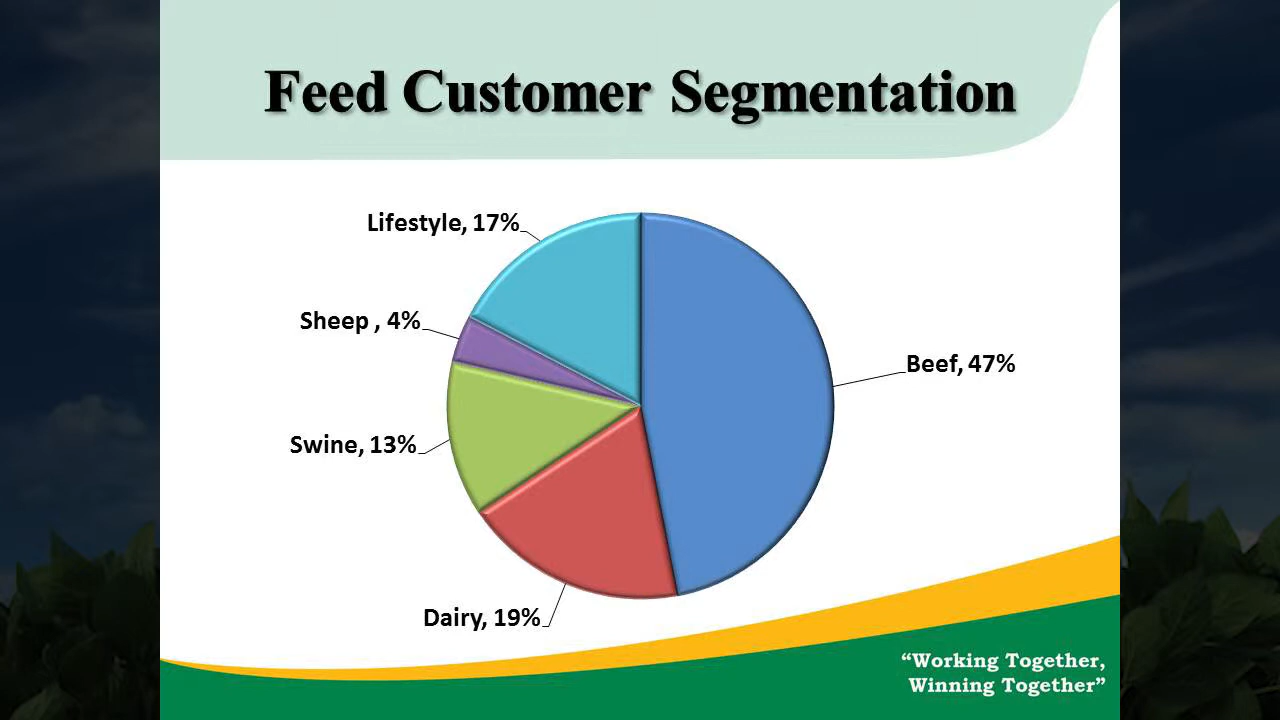 Feed Customer Segmentation
Lifestyle, 17%
Sheep , 4%
Beef, 47%
Swine, 13%
Dairy, 19%
“Working Together,
Winning Together”